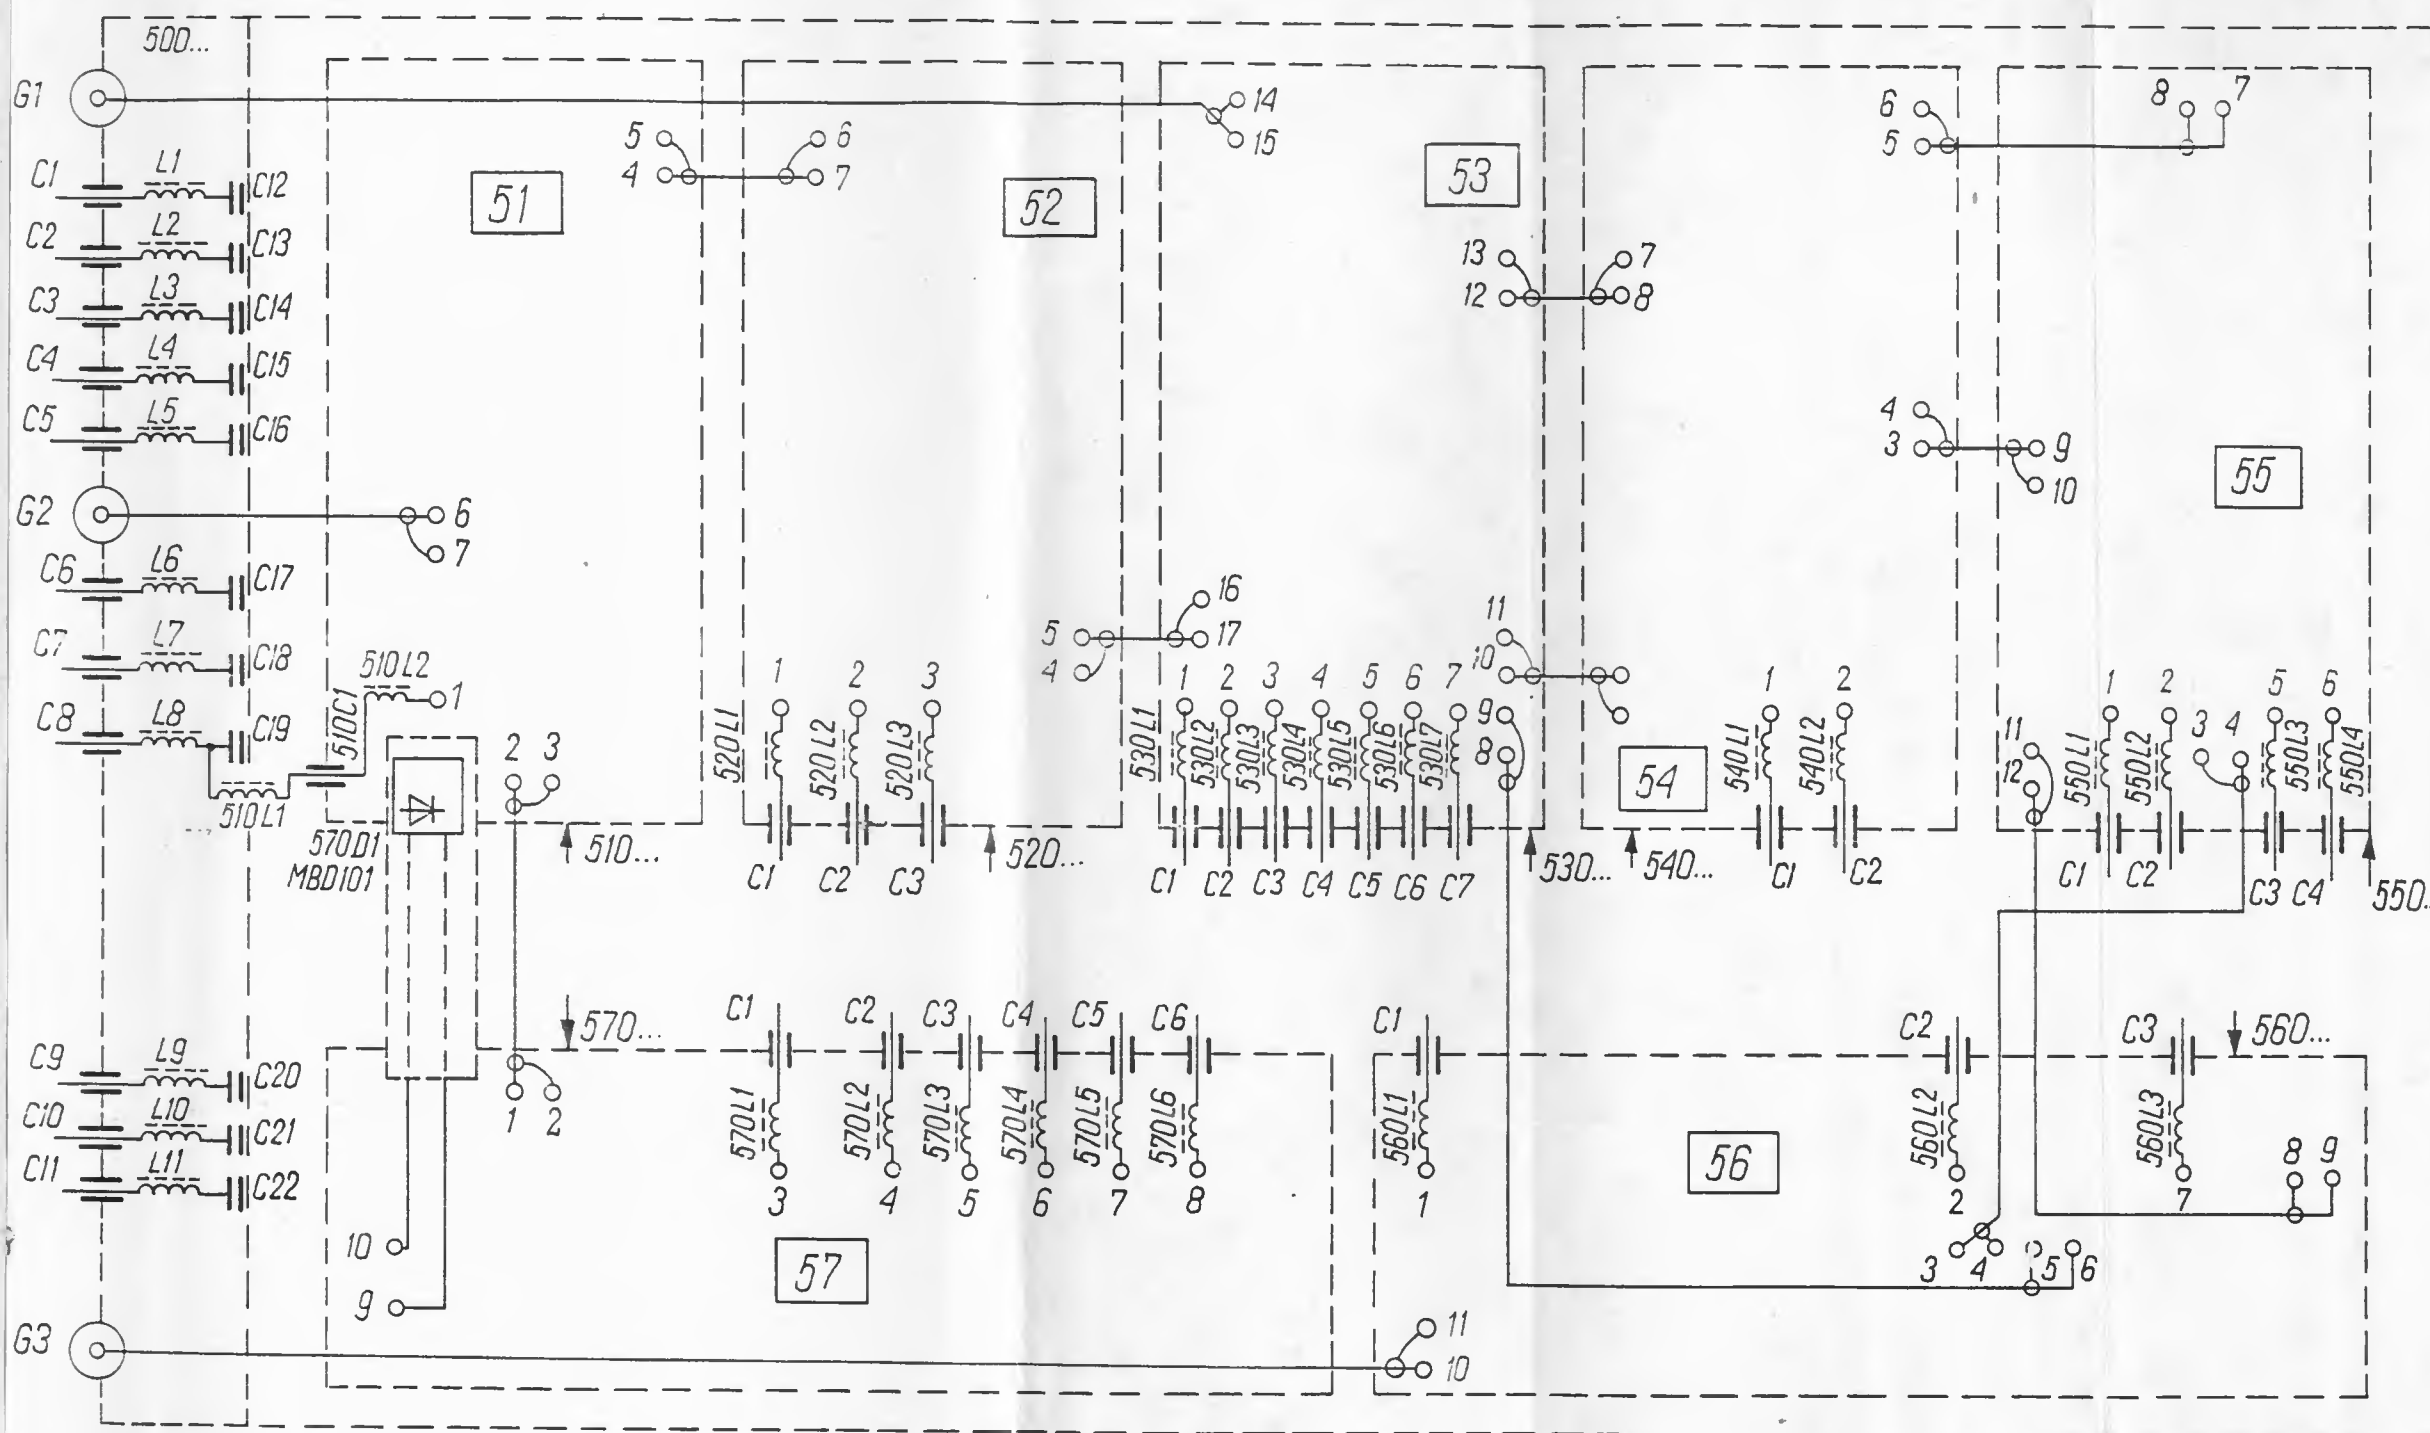 500...
G1
14
15
5
4
6
7
6
5
8
7
C1
L1
C12
C2
L2
C13
C3
L3
C14
C4
L4
C15
C5
L5
C16
51
52
53
13
12
7
8
4
3
9
10
55
G2
6
7
C6
L6
C17
C7
L7
C18
C8
L8
C19
510L1
510C1
510L2
1
570D1
MBD101
2
3
510...
5
4
16
17
1
2
3
520L1
520L2
520L3
C1
C2
C3
520...
1
2
3
4
5
6
7
530L1
530L2
530L3
530L4
530L5
530L6
530L7
C1
C2
C3
C4
C5
C6
C7
11
10
9
8
530...
54
540...
1
2
540L1
540L2
C1
C2
11
12
1
2
3
4
5
6
550L1
550L2
550L3
550L4
C1
C2
C3
C4
550...
C9
L9
C20
C10
L10
C21
C11
L11
C22
570...
1
2
C1
C2
C3
C4
C5
C6
570L1
570L2
570L3
570L4
570L5
570L6
3
4
5
6
7
8
10
9
57
C1
C2
C3
560...
560L1
560L2
560L3
1
2
7
8
9
56
3
4
5
6
G3
11
10